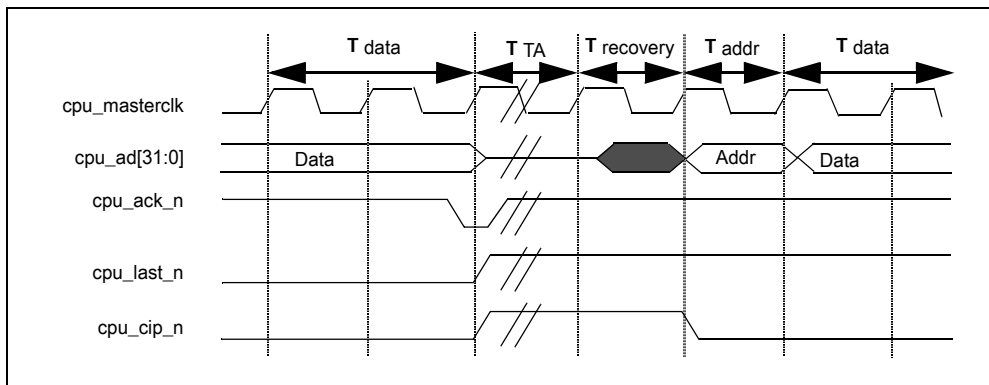 T data T TA T recovery T addr T data
cpu_masterclk
cpu_ad[31:0] Data Addr Data
cpu_ack_n
cpu_last_n
cpu_cip_n